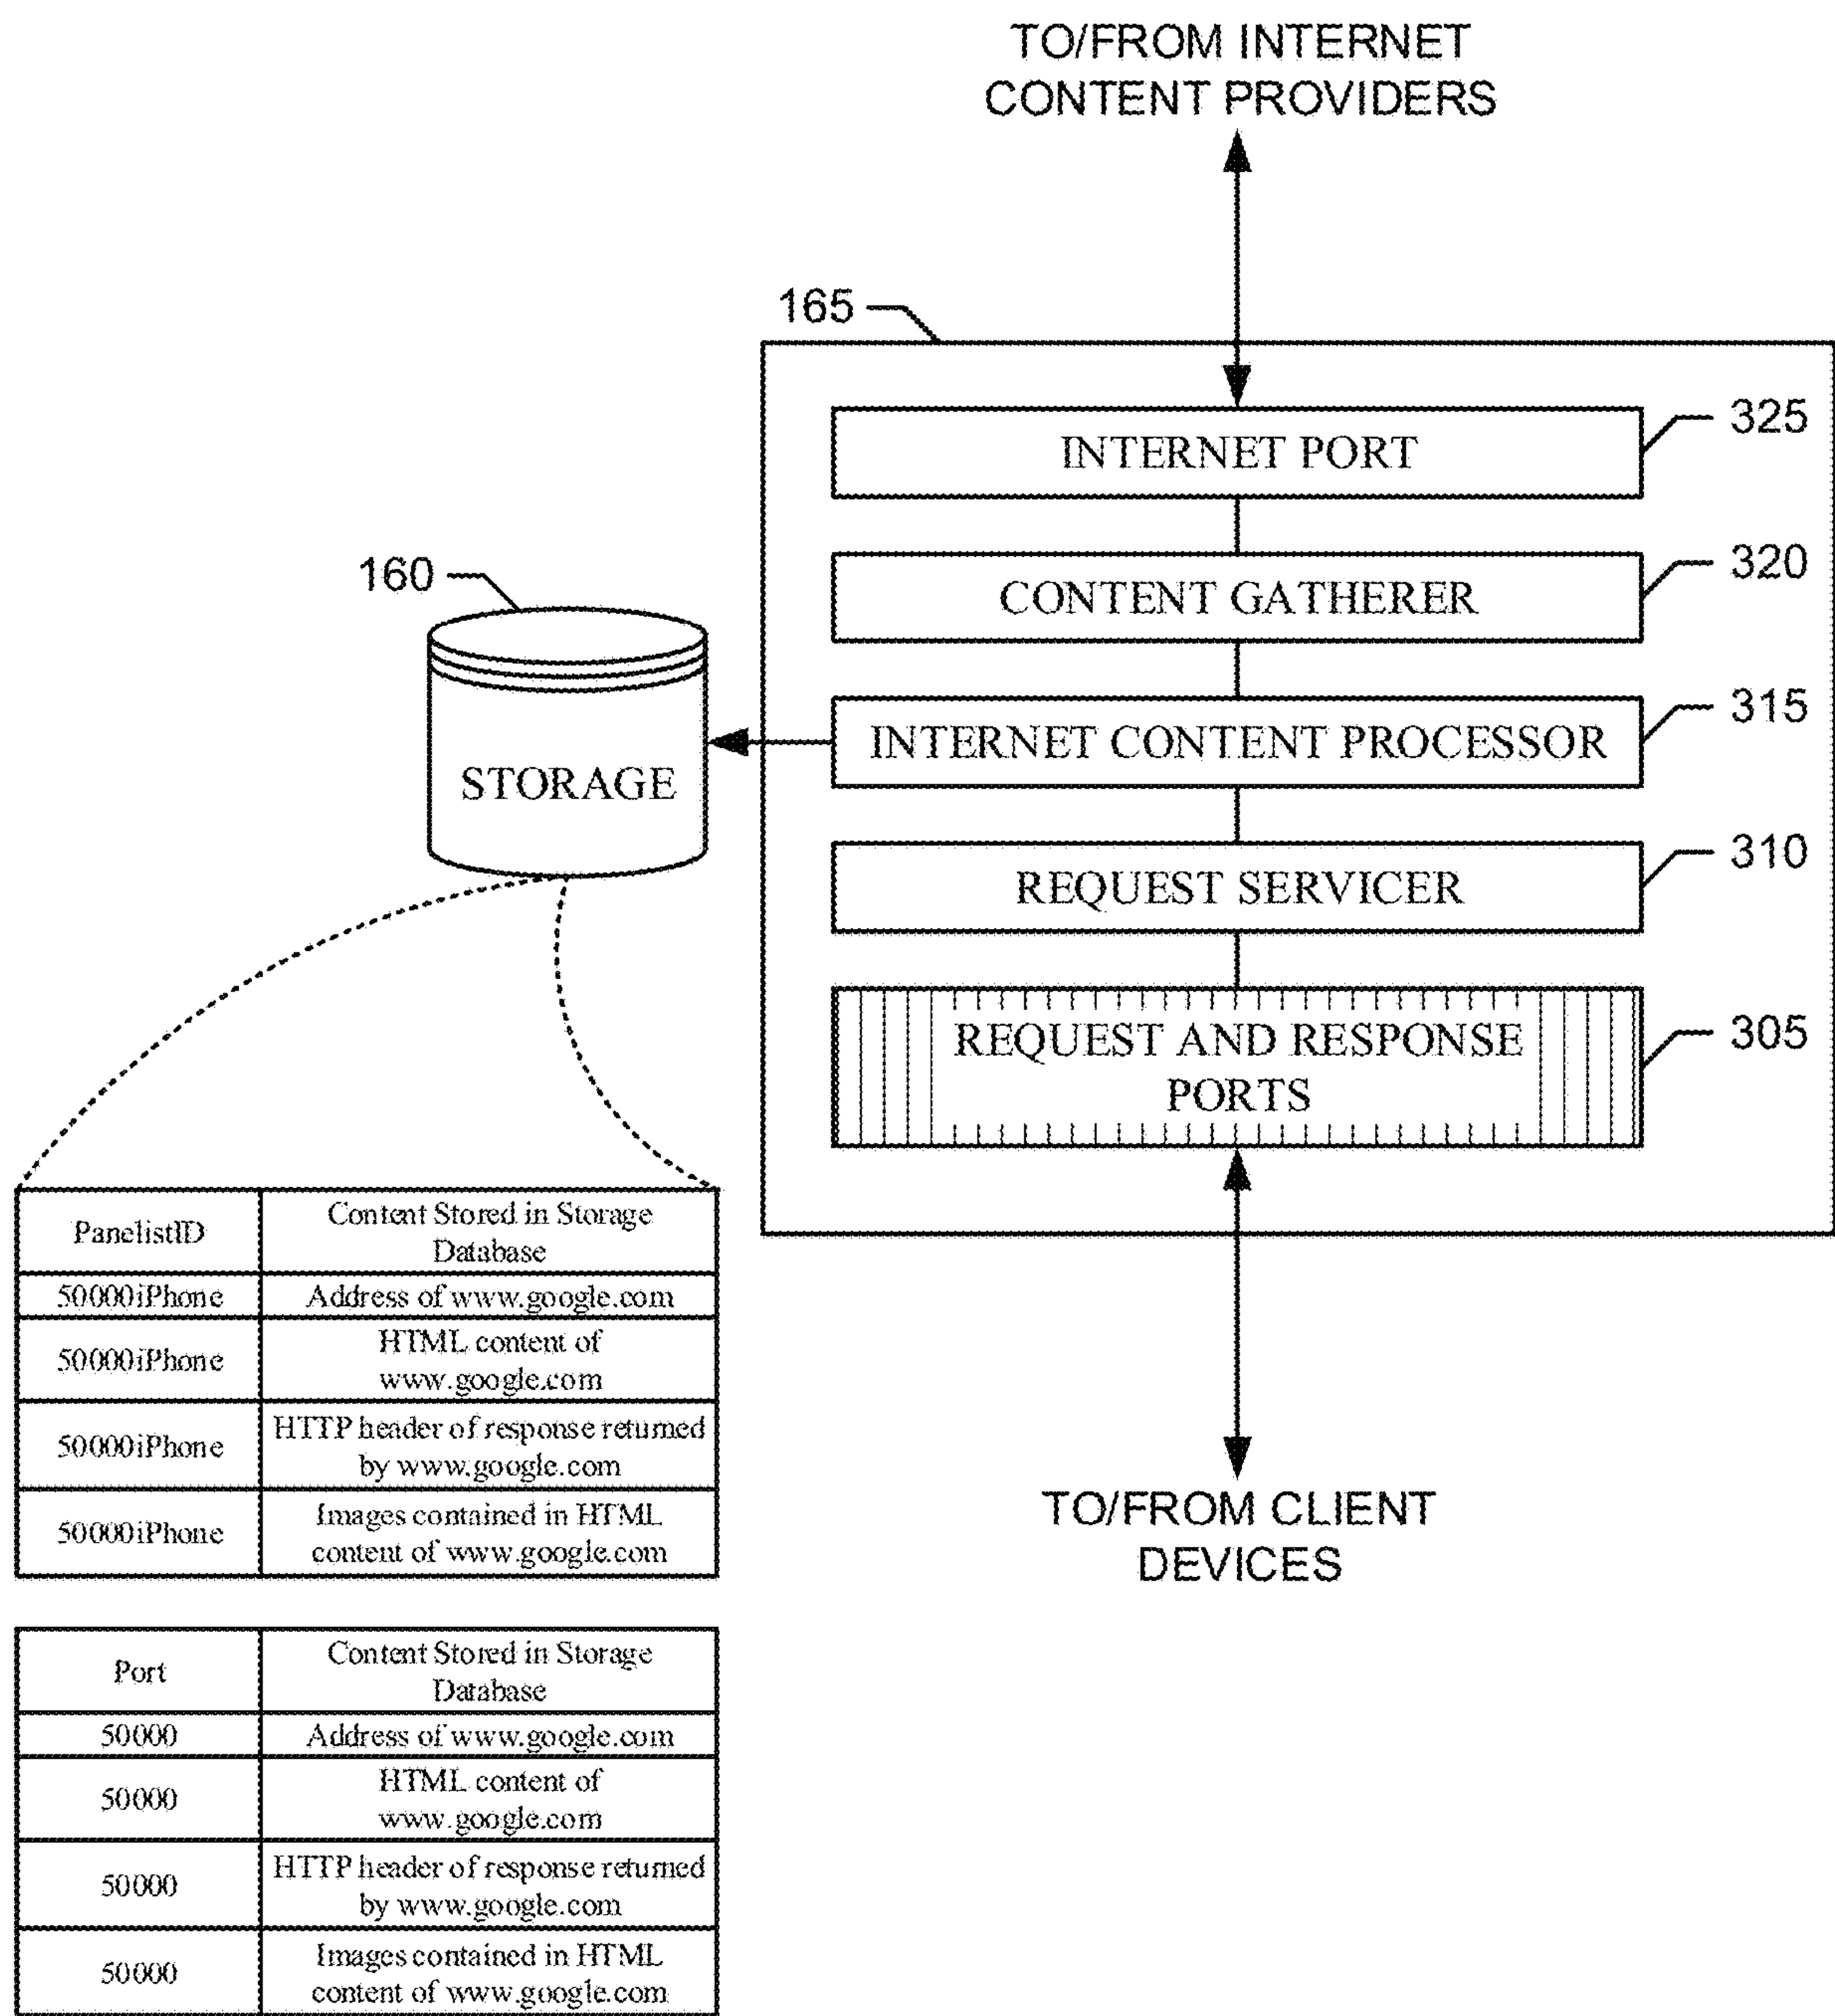 TO/FROM INTERNET
CONTENT PROVIDERS
165
INTERNET PORT
325
CONTENT GATHERER
320
160
INTERNET CONTENT PROCESSOR
315
STORAGE
REQUEST SERVICER
310
REQUEST AND RESPONSE
PORTS
305
PanelistID
Content Stored in Storage
Database
50000iPhone
Address of www.google.com
50000iPhone
HTML content of
www.google.com
50000iPhone
HTTP header of response returned
by www.google.com
50000iPhone
Images contained in HTML
content of www.google.com
TO/FROM CLIENT
DEVICES
Port
Content Stored in Storage
Database
50000
Address of www.google.com
50000
HTML content of
www.google.com
50000
HTTP header of response returned
by www.google.com
50000
Images contained in HTML
content of www.google.com